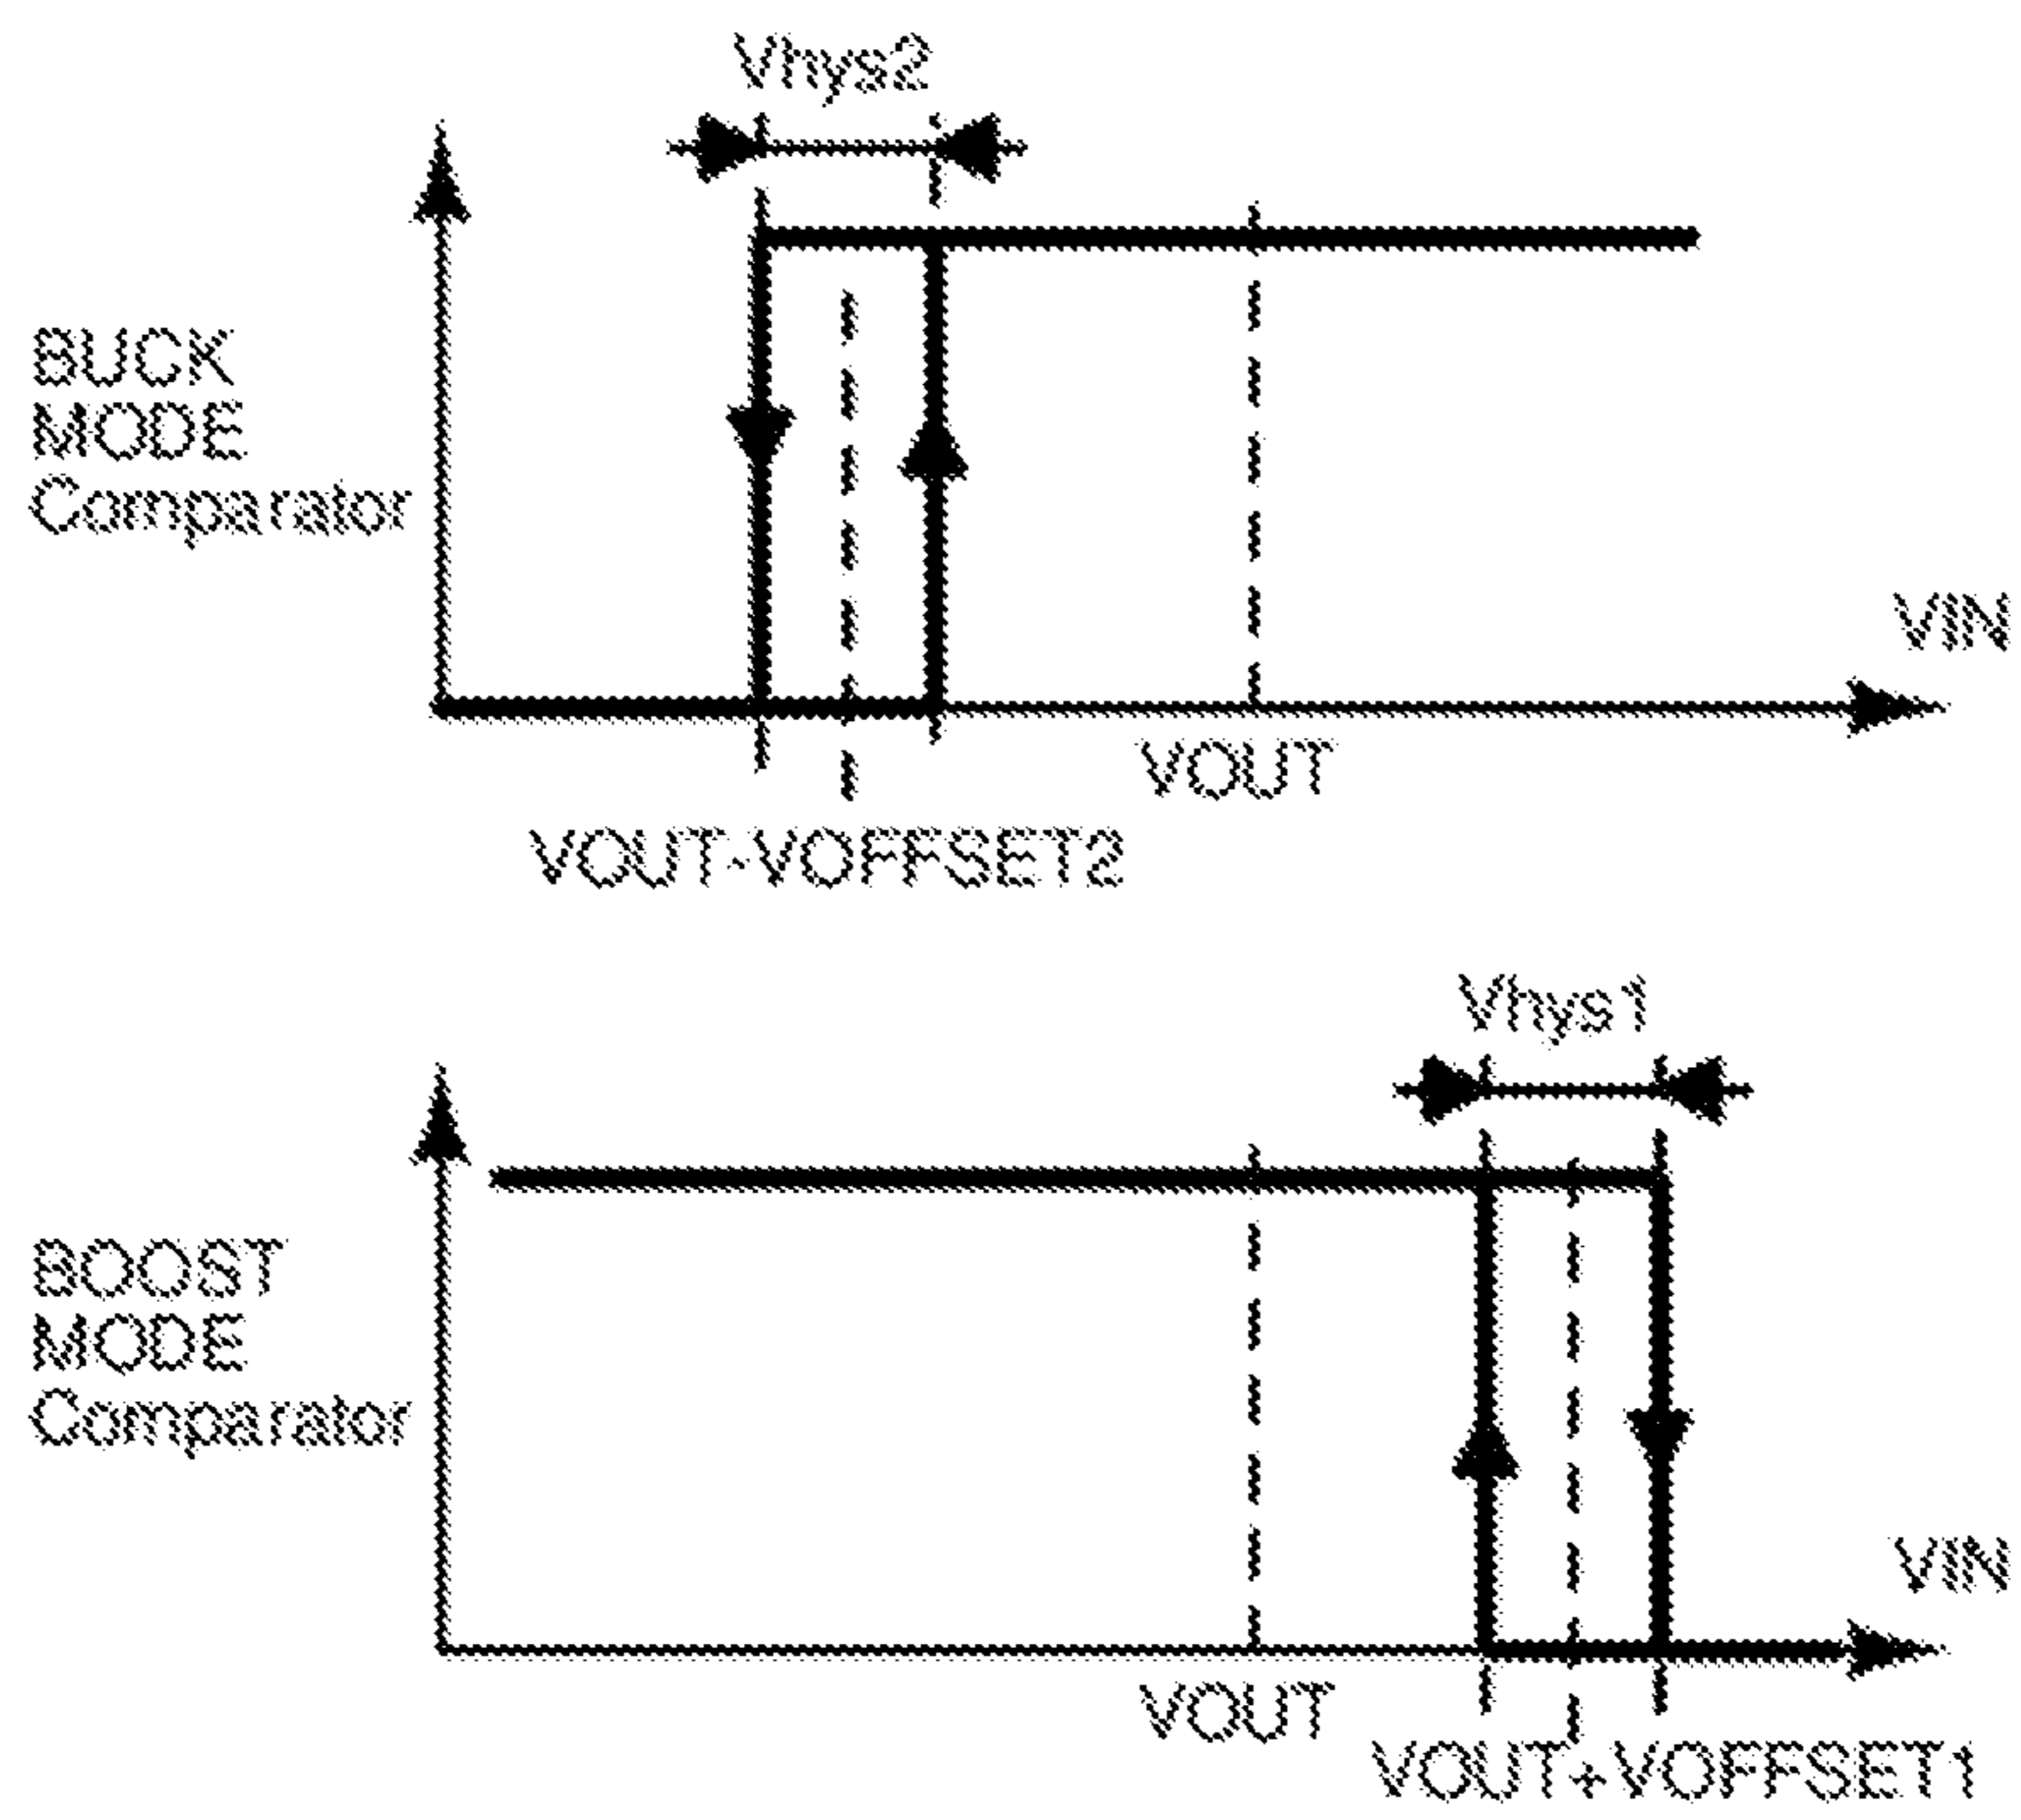 Vhys2
BUCK
MODE
Comparator
VIN
VOUT
VOUT-VOFFSET2
Vhys1
BOOST
MODE
Comparator
VIN
VOUT
VOUT+VOFFSET1